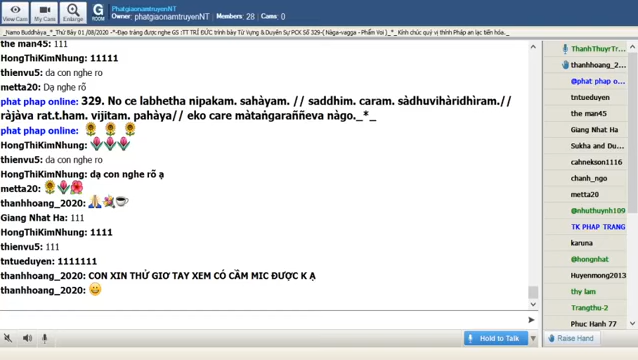 PhatgiaonamtruyenNT
Owner: phatgiaonamtruyenNT Members: 28 Cams: 0
View Cam My Cam Enlarge G ROOM
_Namo Buddhàya_*_Thứ Bảy 01 /08/2020 -*-Đạo tràng được nghe GS :TT TRÍ ĐỨC trình bày Từ Vựng & Duyên Sự PCK Số 329-( Nàga-vagga - Phẩm Voi )_*_ Kính chúc quý vị thính Pháp an lạc tiến hóa._
the man45: 111
HongThiKimNhung: 11111
thienvu5: da con nghe ro
metta20: Dạ nghe rõ
phat phap online: 329. No ce labhetha nipakam. sahàyam. // saddhim. caram. sàdhuvihàridhìram.//
ràjàva rat.t.ham. vijitam. pahàya// eko care màtaṅgaraññeva nàgo._*_
phat phap online: 🌻 🌻 🌻
HongThiKimNhung: 🌷🌷🌷
thienvu5: da con nghe ro
HongThiKimNhung: dạ con nghe rõ ạ
metta20: 🌻🌷🌺
thanhhoang_2020: 🙏💐☕
Giang Nhat Ha: 111
HongThiKimNhung: 1111
thienvu5: 111
tntueduyen: 1111111
thanhhoang_2020: CON XIN THỬ GIƠ TAY XEM CÓ CẦM MIC ĐƯỢC K Ạ
thanhhoang_2020: 🙂
ThanhThuyrTr...
thanhhoang_2...
@phat phap o...
tntueduyen
the man45
Giang Nhat Ha
Sukha and Du...
cahnekson1116
chanh_ngo
metta20
@nhuthuynh109
TK PHAP TRANG
karuna
@hongnhat
Huyenmong2013
thy lam
Trangthu-2
Phuc Hanh 77
Hold to Talk
Raise Hand